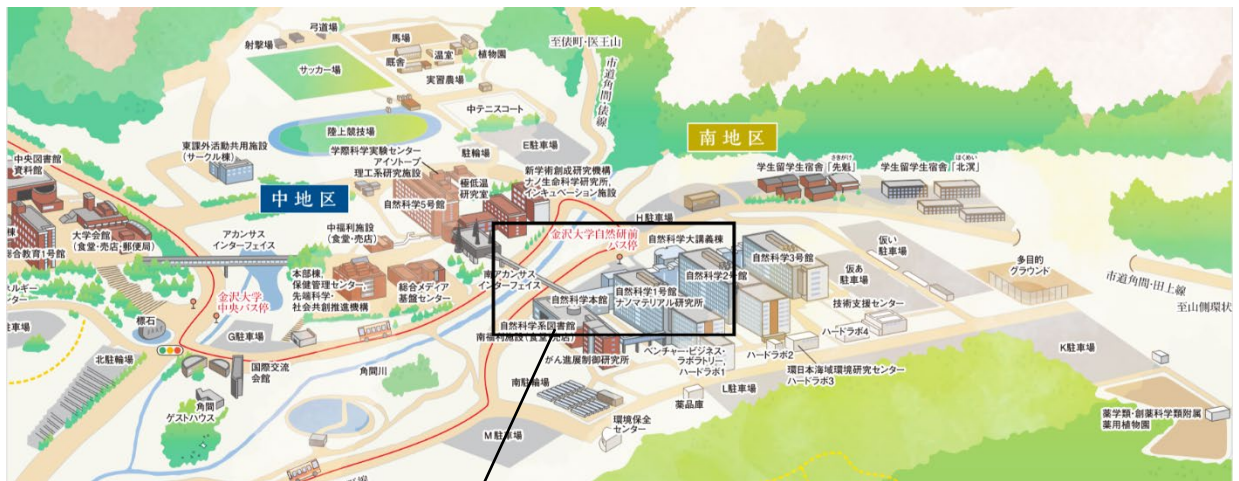 弓道場
射撃場
馬場
サッカー場
厩舎
温室
植物園
実習農場
至俵町・医王山
市道角間・俵線
中テニスコート
陸上競技場
東課外活動共用施設
(サークル棟)
学際科学実験センター
アイソトープ
理工系研究施設
駐輪場
E駐車場
極低温
研究室
新学術創成研究機構
ナノ生命科学研究所,
インキュベーション施設
南地区
学生留学生宿舎「先魁」
さきがけ
学生留学生宿舎「北溟」
ほくめい
中央図書館
資料館
中地区
自然科学5号館
H駐車場
大学会館
(食堂・売店・郵便局)
総合教育1号館
アカンサス
インターフェイス
中福利施設
(食堂・売店)
金沢大学自然研前
バス停
自然科学大講義棟
自然科学3号館
仮い
駐車場
多目的
グラウンド
本部棟,
保健管理センター,
先端科学・
社会共創推進機構
総合メディア
基盤センター
南アカンサス
インターフェイス
自然科学本館
自然科学1号館
ナノマテリアル研究所
自然科学2号館
仮あ
駐車場
技術支援センター
市道角間・田上線
至山側環状
金沢大学
中央バス停
標石
G駐車場
自然科学系図書館
南福利施設(食堂・売店)
がん進展制御研究所
ハードラボ4
ハードラボ2
K駐車場
北駐輪場
国際交流
会館
角間川
ベンチャー・ビジネス・
ラボラトリー,
ハードラボ1
環日本海域環境研究センター
ハードラボ3
角間
ゲストハウス
南駐輪場
薬品庫
L駐車場
M駐車場
環境保全
センター
薬学類・創薬科学類附属
薬用植物園